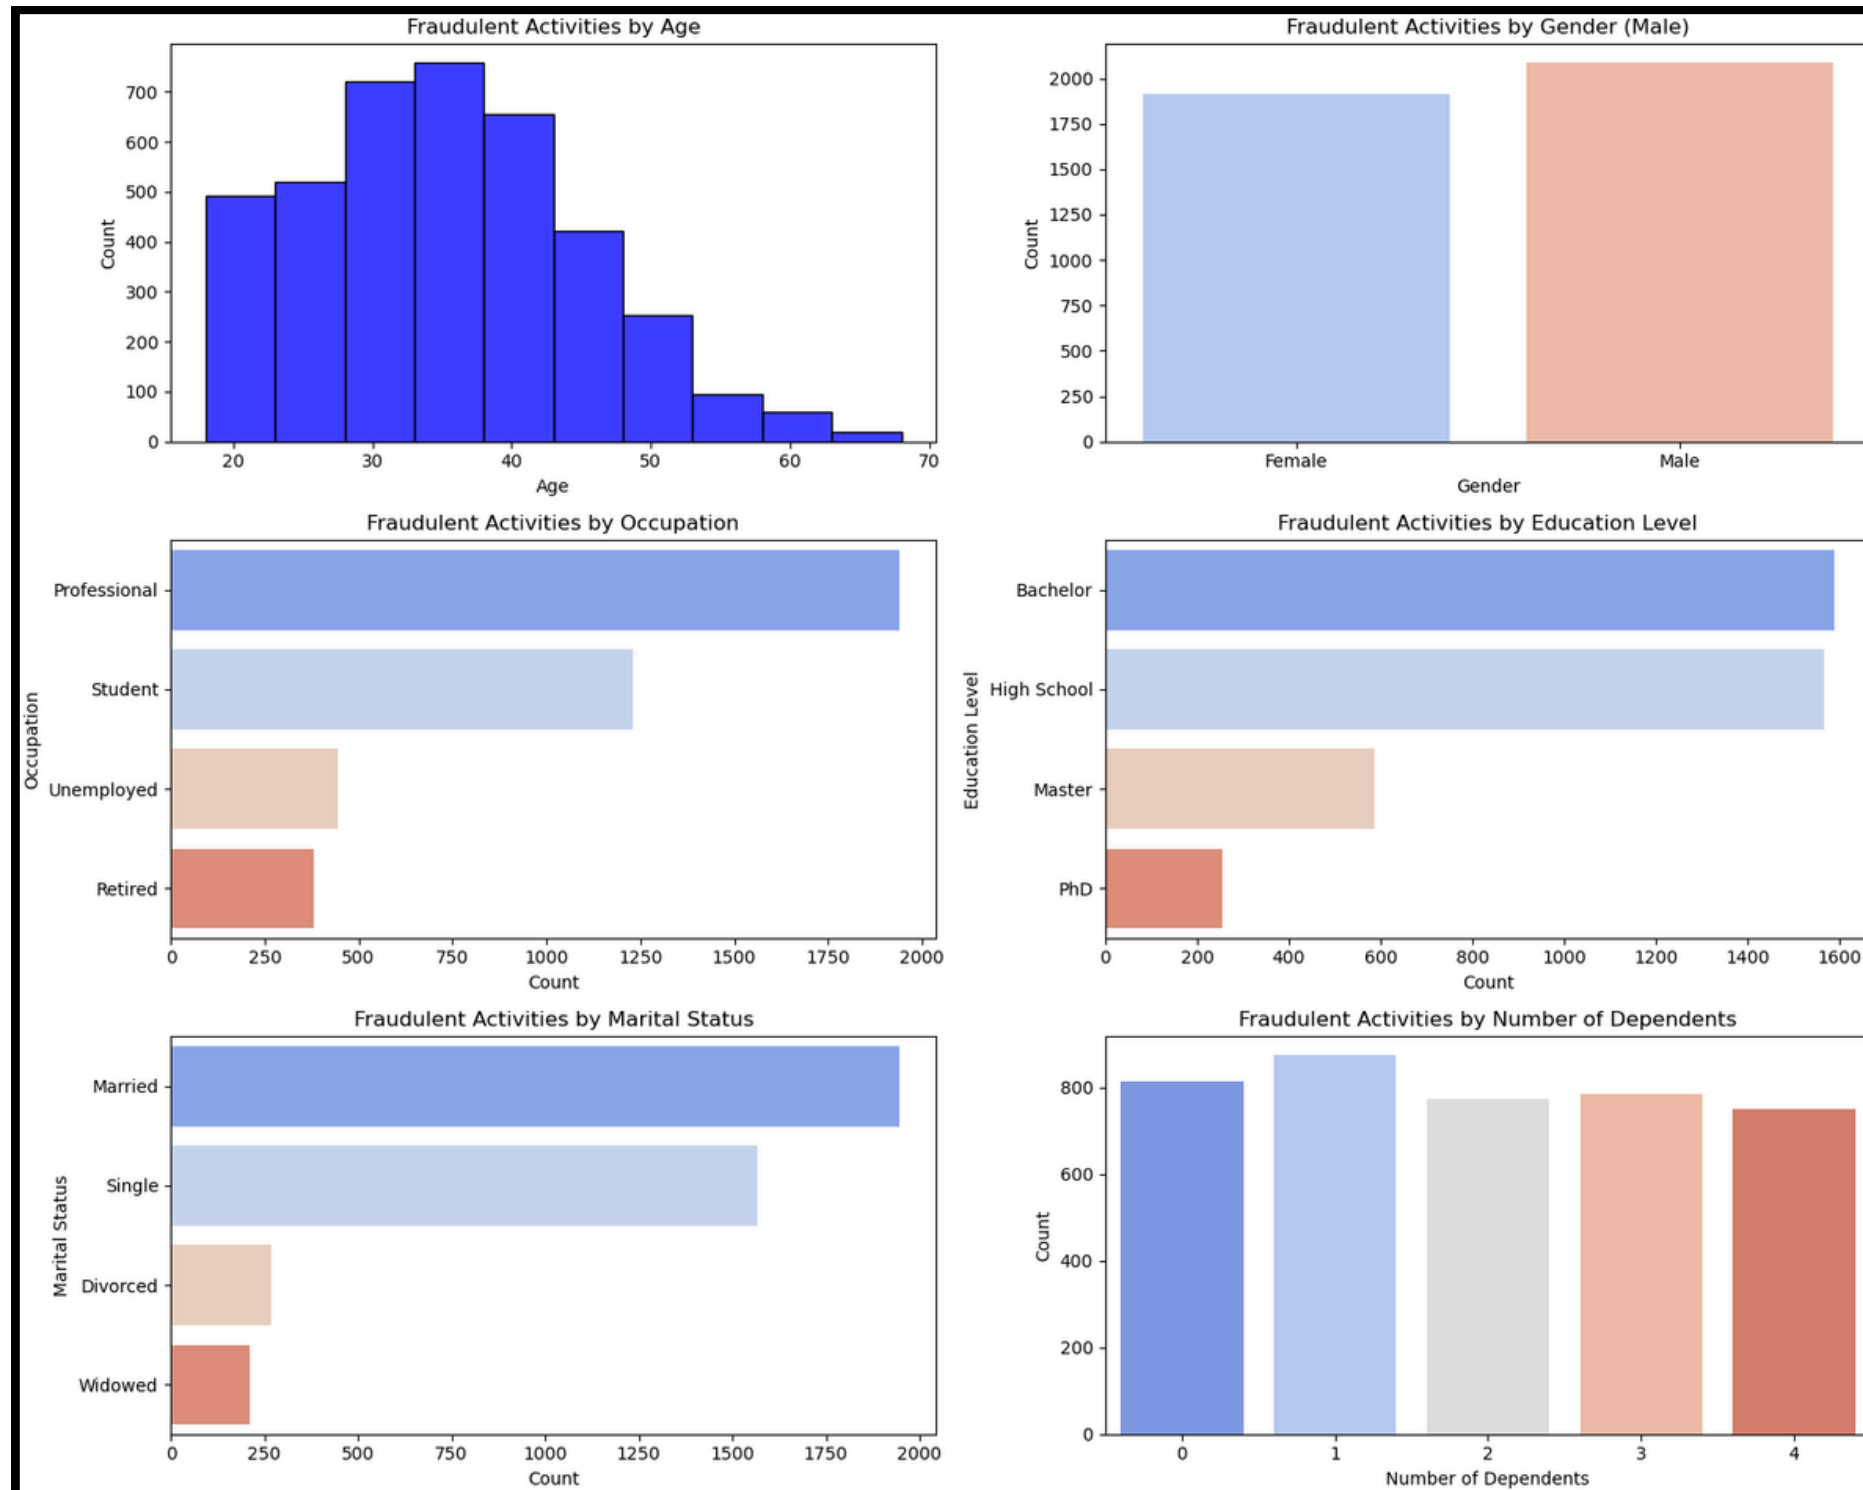 Fraudulent Activities by Age
700
600
500
400
300
200
100
0
Count
20 30 40 50 60 70
Age
Fraudulent Activities by Gender (Male)
2000
1750
1500
1250
1000
750
500
250
0
Count
Female Male
Gender
Fraudulent Activities by Occupation
Professional
Student
Unemployed
Retired
Occupation
0 250 500 750 1000 1250 1500 1750 2000
Count
Fraudulent Activities by Education Level
Bachelor
High School
Master
PhD
Education Level
0 200 400 600 800 1000 1200 1400 1600
Count
Fraudulent Activities by Marital Status
Married
Single
Divorced
Widowed
Marital Status
0 250 500 750 1000 1250 1500 1750 2000
Count
Fraudulent Activities by Number of Dependents
800
600
400
200
0
Count
0 1 2 3 4
Number of Dependents